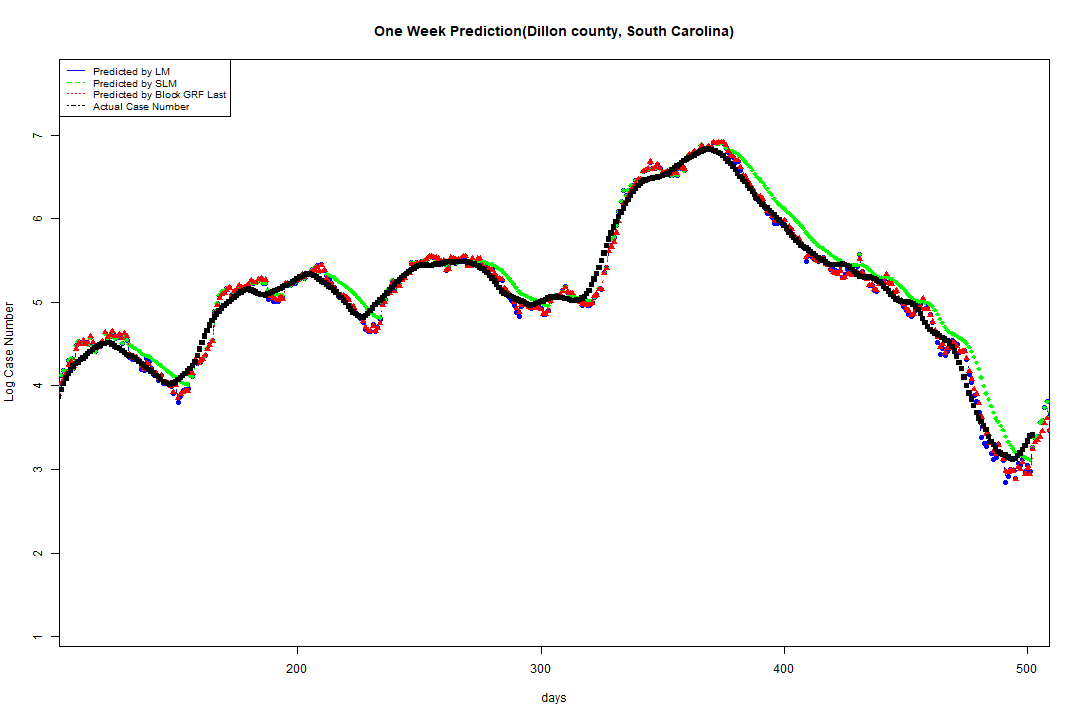 One Week Prediction(Dillon county, South Carolina)
Predicted by LM
Predicted by SLM
Predicted by Block GRF Last
Actual Case Number
7
6
5
4
3
2
1
Log Case Number
200 300 400 500
days